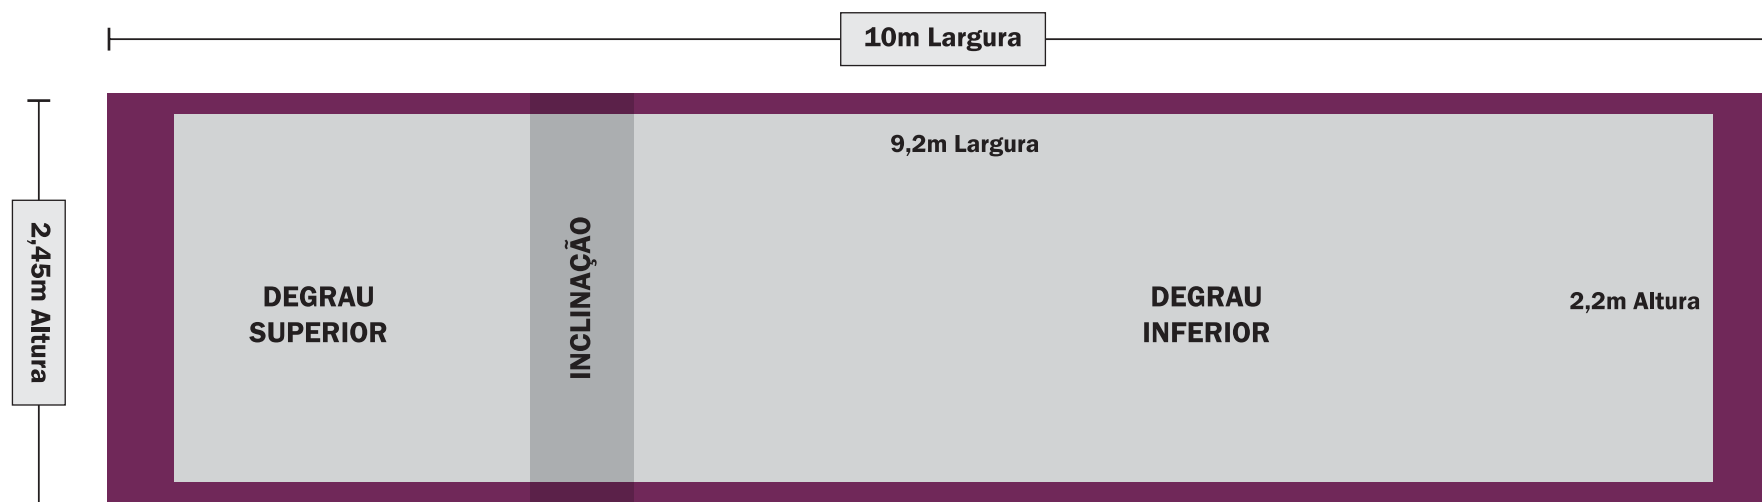 10m Largura
9,2m Largura
2,45m Altura
DEGRAU
SUPERIOR
INCLINAÇÃO
DEGRAU
INFERIOR
2,2m Altura